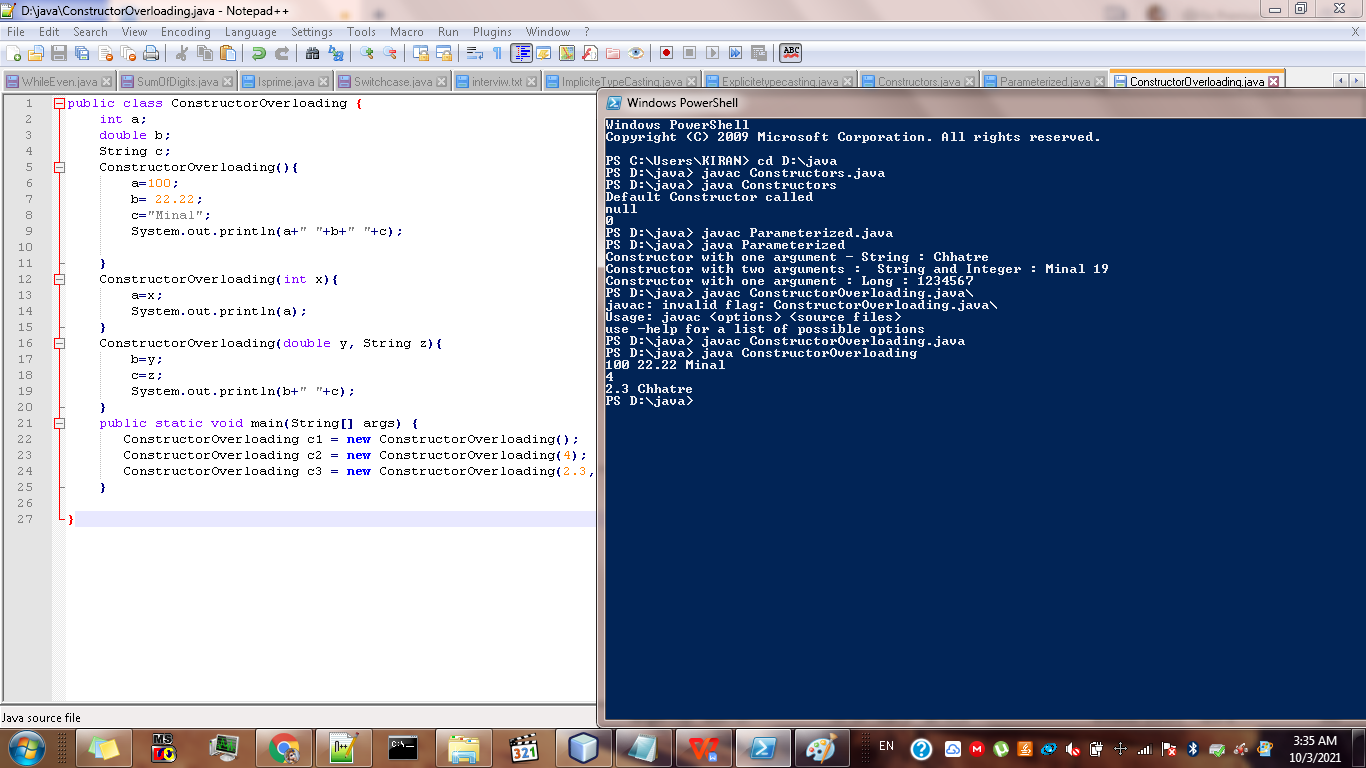 D:\java\ConstructorOverloading.java - Notepad++
File Edit Search View Encoding Language Settings Tools Macro Run Plugins Window ? X
ABC
WhileEven.java SumOfDigits.java Isprime.java Switchcase.java interviw.txt ImpliciteTypeCasting.java Explicitetypecasting.java Constructors.java Parameterized.java ConstructorOverloading.java
1 public class ConstructorOverloading {
2 int a;
3 double b;
4 String c;
5 ConstructorOverloading(){
6 a=100;
7 b= 22.22;
8 c="Minal";
9 System.out.println(a+" "+b+" "+c);
10
11 }
12 ConstructorOverloading(int x){
13 a=x;
14 System.out.println(a);
15 }
16 ConstructorOverloading(double y, String z){
17 b=y;
18 c=z;
19 System.out.println(b+" "+c);
20 }
21 public static void main(String[] args) {
22 ConstructorOverloading c1 = new ConstructorOverloading();
23 ConstructorOverloading c2 = new ConstructorOverloading(4);
24 ConstructorOverloading c3 = new ConstructorOverloading(2.3,
25 }
26
27 }
Java source file
Windows PowerShell
Windows PowerShell
Copyright (C) 2009 Microsoft Corporation. All rights reserved.
PS C:\Users\KIRAN> cd D:\java
PS D:\java> javac Constructors.java
PS D:\java> java Constructors
Default Constructor called
null
0
PS D:\java> javac Parameterized.java
PS D:\java> java Parameterized
Constructor with one argument - String : Chhatre
Constructor with two arguments :  String and Integer : Minal 19
Constructor with one argument : Long : 1234567
PS D:\java> javac ConstructorOverloading.java\
javac: invalid flag: ConstructorOverloading.java\
Usage: javac <options> <source files>
use -help for a list of possible options
PS D:\java> javac ConstructorOverloading.java
PS D:\java> java ConstructorOverloading
100 22.22 Minal
4
2.3 Chhatre
PS D:\java>
MS
C:\
321
EN
3:35 AM
10/3/2021